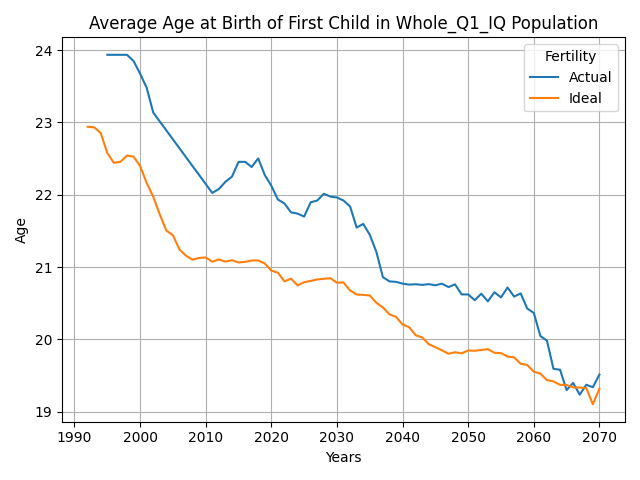 Average Age at Birth of First Child in Whole_Q1_IQ Population
Fertility
Actual
Ideal
24
23
22
21
20
19
Age
1990
2000
2010
2020
2030
2040
2050
2060
2070
Years